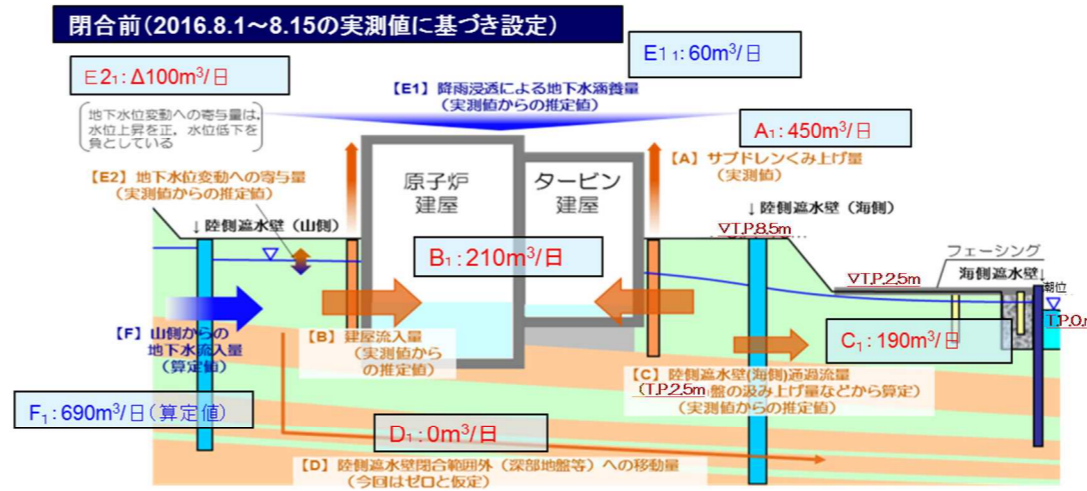 閉合前(2016.8.1～8.15の実測値に基づき設定)
E2₁: Δ100m³/日
E1₁: 60m³/日
地下水位変動への寄与量は、
水位上昇を正、水位低下を
負としている
【E1】降雨浸透による地下水涵養量
(実測値からの推定値)
A₁: 450m³/日
【A】サブドレンくみ上げ量
(実測値)
【E2】地下水位変動への寄与量
(実測値からの推定値)
原子炉
建屋
タービン
建屋
↓陸側遮水壁(山側)
↓陸側遮水壁(海側)
▽T.P.8.5m
B₁: 210m³/日
フェーシング
海側遮水壁↓
▽T.P.2.5m
潮位
T.P.0.
【F】山側からの
地下水流入量
(算定値)
【B】建屋流入量
(実測値から
の推定値)
C₁: 190m³/日
【C】陸側遮水壁(海側)通過流量
(T.P.2.5m盤の汲み上げ量などから算定)
(実測値からの推定値)
F₁: 690m³/日(算定値)
D₁: 0m³/日
【D】陸側遮水壁閉合範囲外(深部地盤等)への移動量
(今回はゼロと仮定)